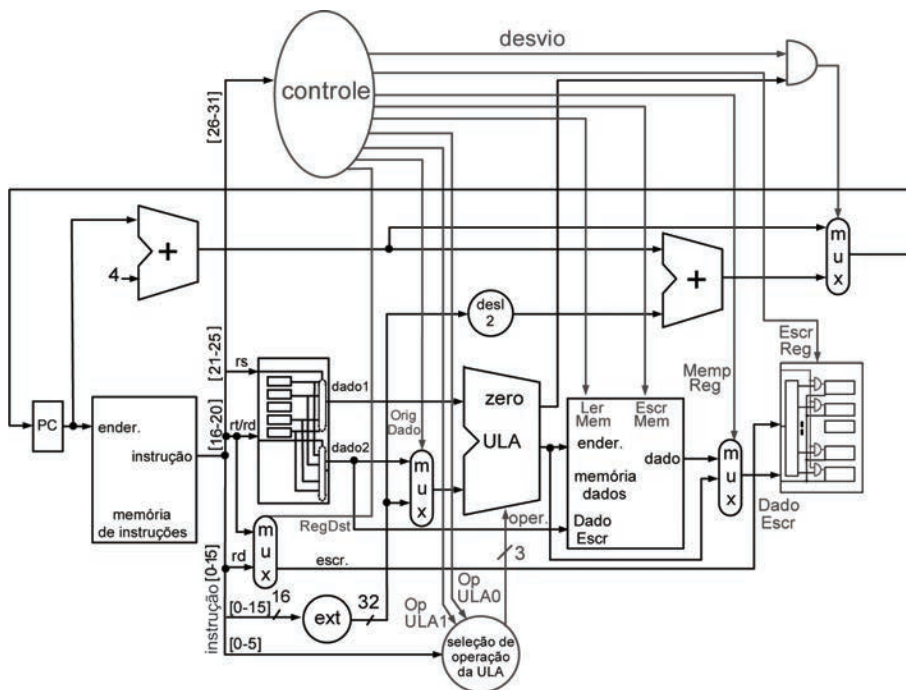 desvio
controle
[26-31]
+
4
m
u
x
+
desl
2
[21-25]
rs
dado1
zero
ULA
Escr
Reg
Memp
Reg
Orig
Dado
Ler
Mem
Escr
Mem
PC
ender.
instrução
memória
de instruções
[16-20]
rt/rd
dado2
m
u
x
ender.
dado
memória
dados
Dado
Escr
m
u
x
Dado
Escr
RegDst
oper.
3
m
u
x
rd
escr.
instrução [0-15]
[0-15]
16
ext
32
Op
ULA1
Op
ULA0
[0-5]
seleção de
operação
da ULA